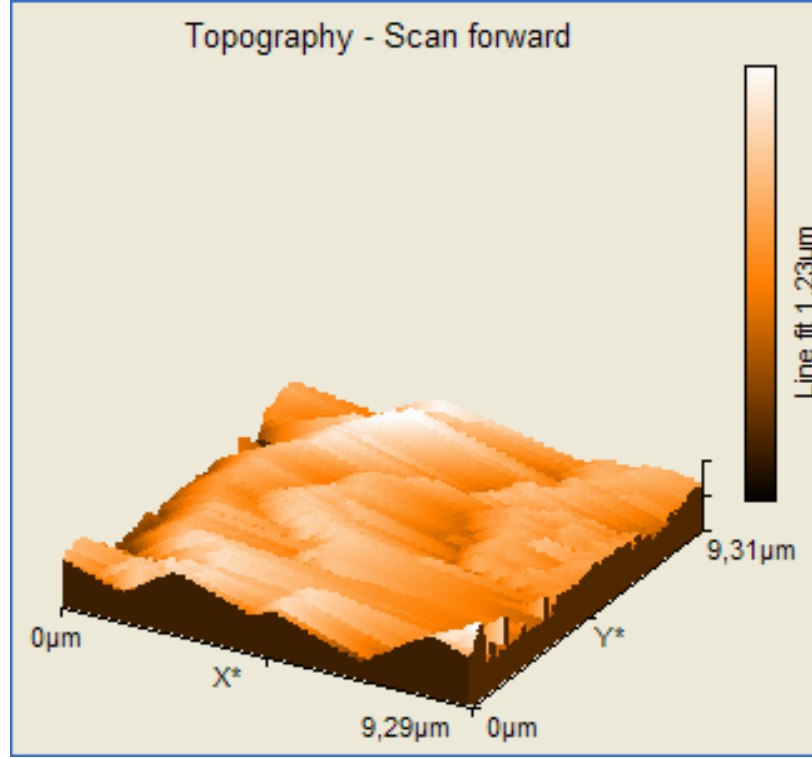 Topography - Scan forward
Line fit 1,23µm
9,31µm
0µm
Y*
X*
9,29µm
0µm